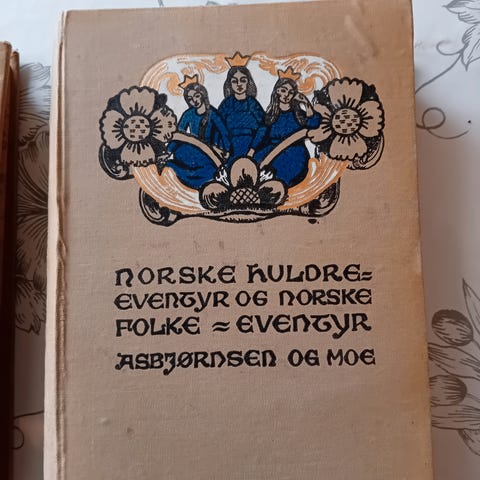 NORSKE HULDRE=
EVENTYR OG NORSKE
FOLKE = EVENTYR
ASBJØRNSEN OG MOE